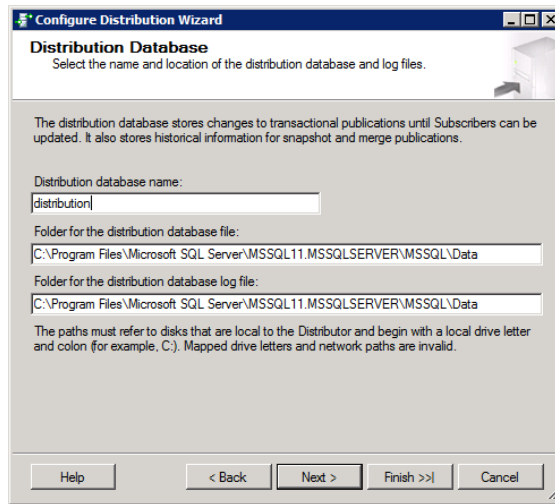 Configure Distribution Wizard
Distribution Database
Select the name and location of the distribution database and log files.
The distribution database stores changes to transactional publications until Subscribers can be
updated. It also stores historical information for snapshot and merge publications.
Distribution database name:
distribution
Folder for the distribution database file:
C:\Program Files\Microsoft SQL Server\MSSQL11.MSSQLSERVER\MSSQL\Data
Folder for the distribution database log file:
C:\Program Files\Microsoft SQL Server\MSSQL11.MSSQLSERVER\MSSQL\Data
The paths must refer to disks that are local to the Distributor and begin with a local drive letter
and colon (for example, C:). Mapped drive letters and network paths are invalid.
Help < Back Next > Finish >>| Cancel